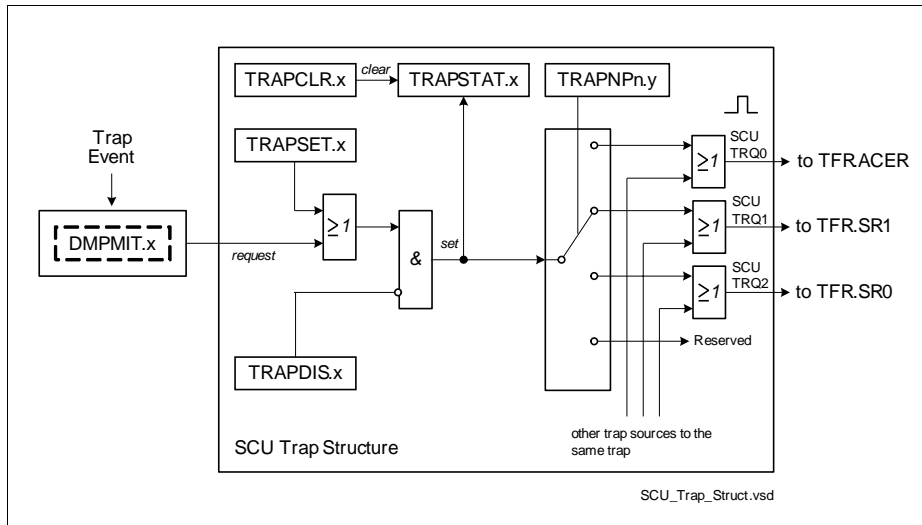 TRAPCLR.x
clear
TRAPSTAT.x
TRAPNPn.y
Trap
Event
TRAPSET.x
SCU
TRQ0
to TFR.ACER
≥1
DMPMIT.x
request
≥1
&
set
SCU
TRQ1
to TFR.SR1
≥1
SCU
TRQ2
to TFR.SR0
≥1
Reserved
TRAPDIS.x
other trap sources to the
same trap
SCU Trap Structure
SCU_Trap_Struct.vsd